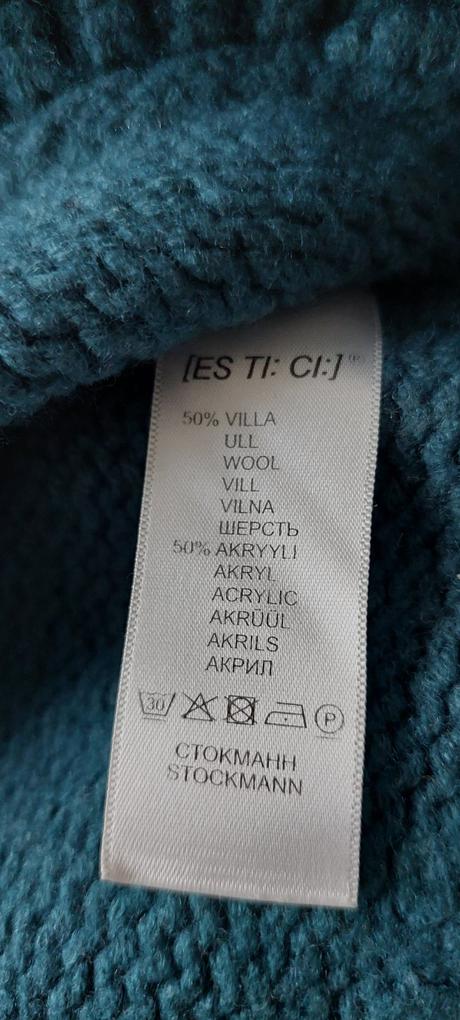 [ES TI: CI:]®
50% VILLA
ULL
WOOL
VILL
VILNA
ШЕРСТЬ
50% AKRYYLI
AKRYL
ACRYLIC
AKRÜÜL
AKRILS
АКРИЛ
30 P
СТОКМАНН
STOCKMANN